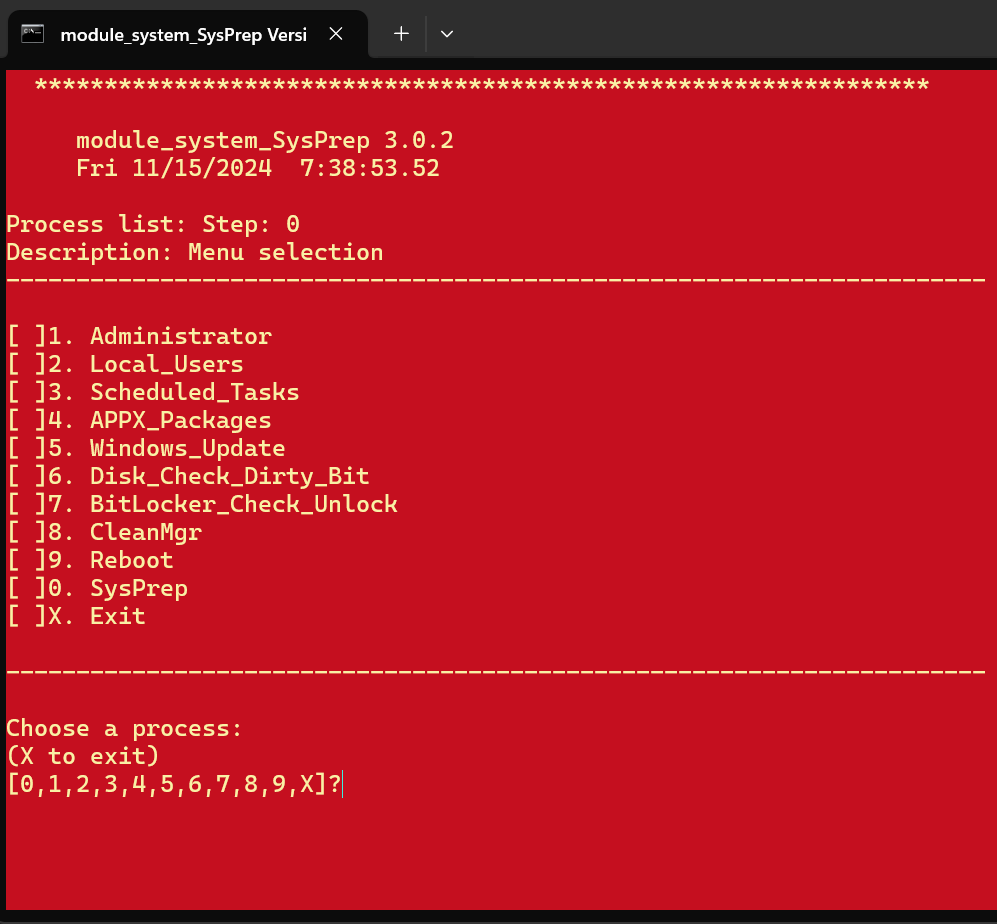 module_system_SysPrep Versi
****************************************************************
module_system_SysPrep 3.0.2
Fri 11/15/2024  7:38:53.52
Process list: Step: 0
Description: Menu selection
----------------------------------------------------------------------
[ ]1. Administrator
[ ]2. Local_Users
[ ]3. Scheduled_Tasks
[ ]4. APPX_Packages
[ ]5. Windows_Update
[ ]6. Disk_Check_Dirty_Bit
[ ]7. BitLocker_Check_Unlock
[ ]8. CleanMgr
[ ]9. Reboot
[ ]0. SysPrep
[ ]X. Exit
----------------------------------------------------------------------
Choose a process:
(X to exit)
[0,1,2,3,4,5,6,7,8,9,X]?